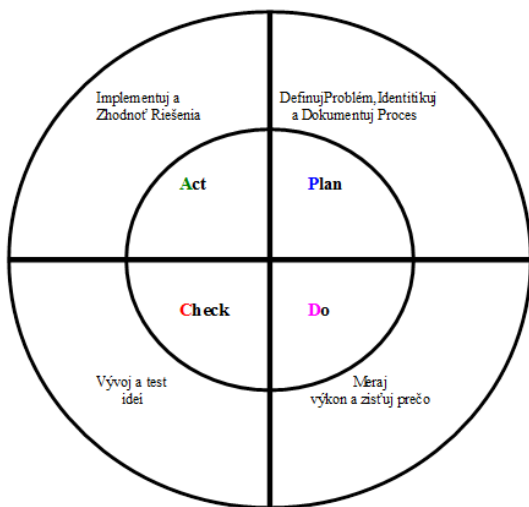 Implementuj a
Zhodnoť Riešenia
DefinujProblém,Identitikuj
a Dokumentuj Proces
Act
Plan
Check
Do
Vývoj a test
ideí
Meraj
výkon a zisťuj prečo